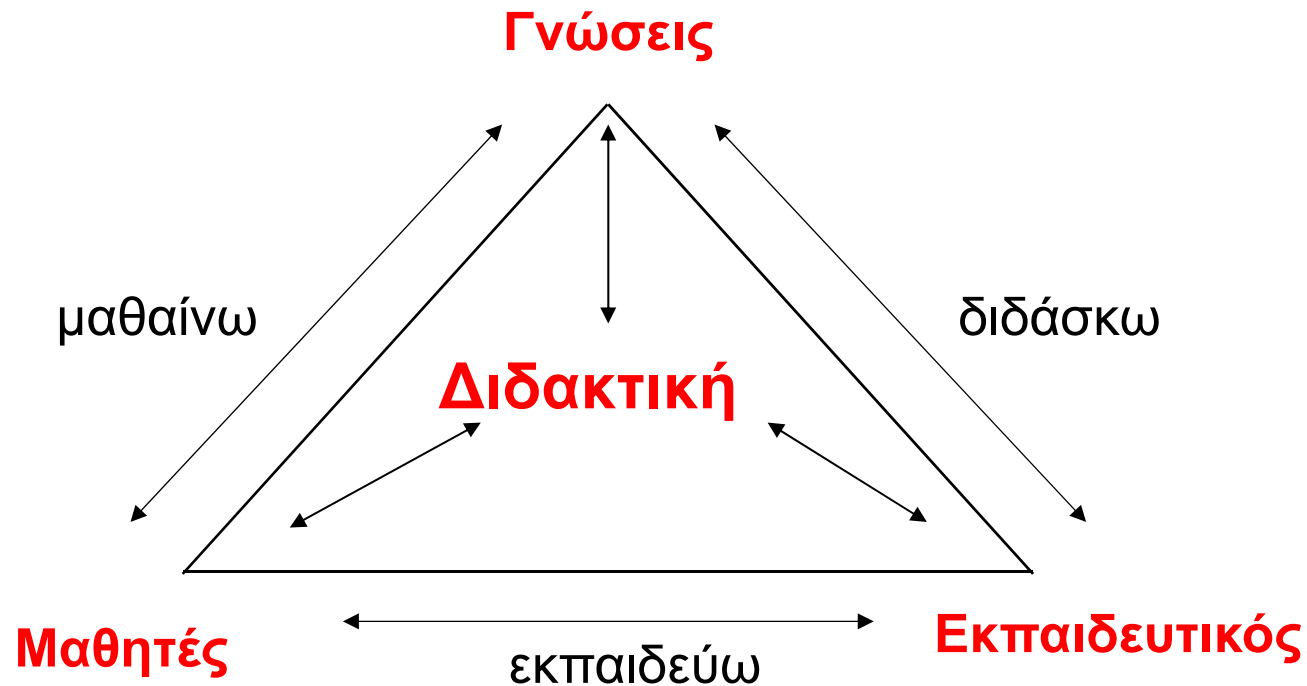 Γνώσεις
μαθαίνω
διδάσκω
Διδακτική
Μαθητές
Εκπαιδευτικός
εκπαιδεύω